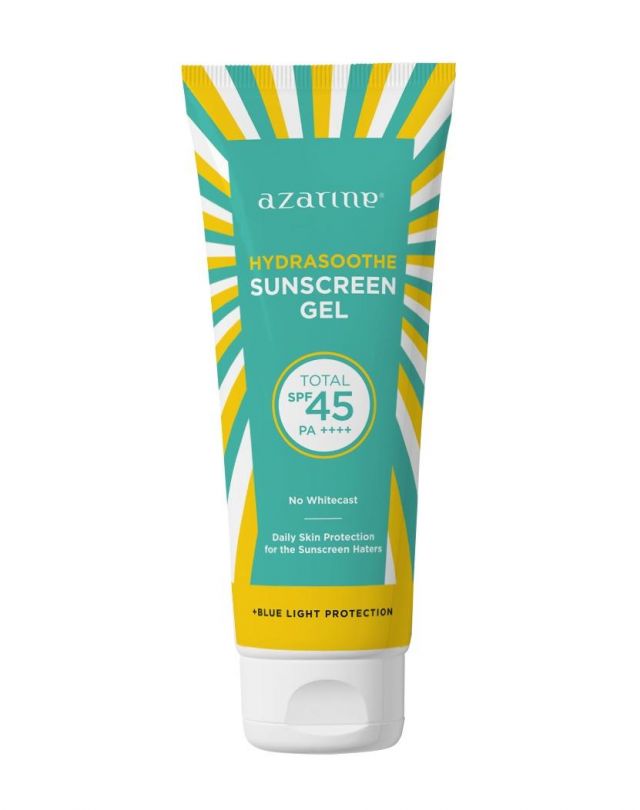 azarine®
HYDRASOOTHE
SUNSCREEN
GEL
TOTAL
SPF 45
PA ++++
No Whitecast
Daily Skin Protection
for the Sunscreen Haters
+BLUE LIGHT PROTECTION